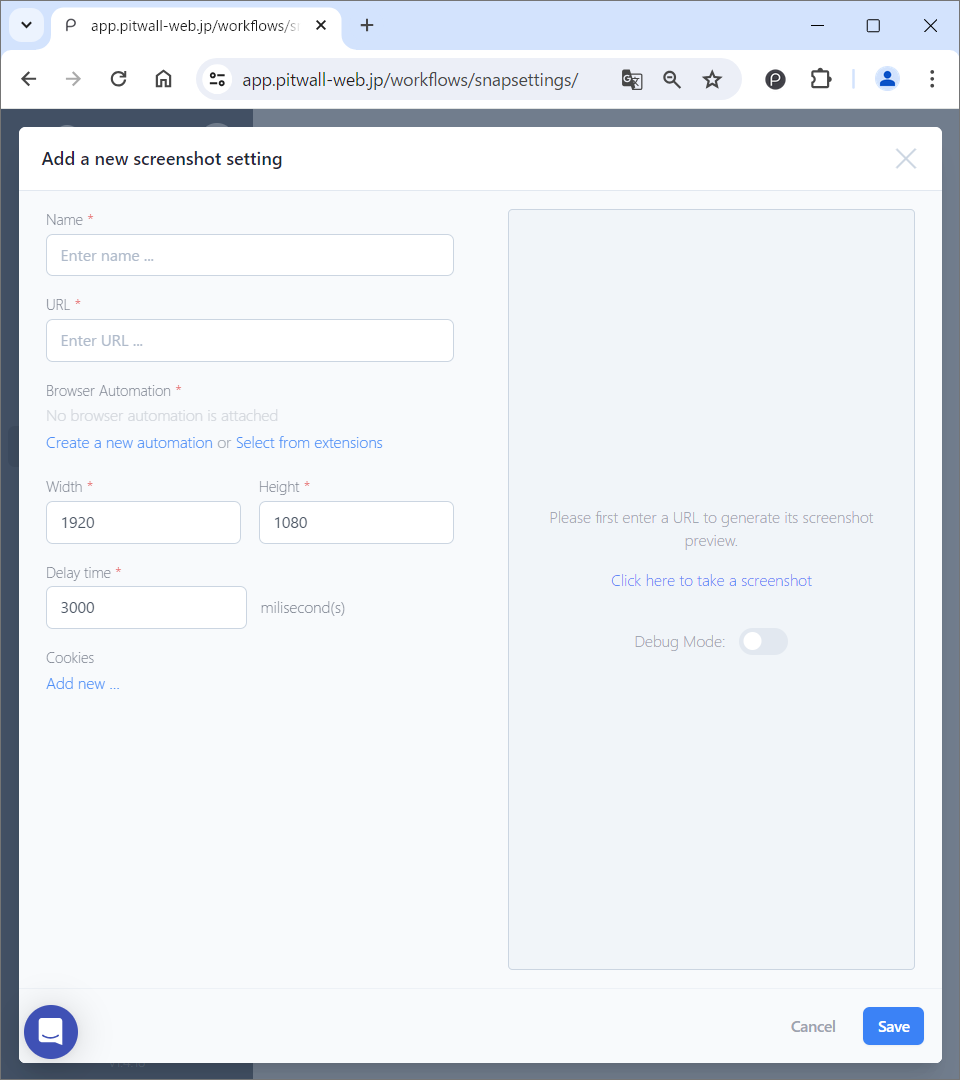 app.pitwall-web.jp/workflows/s
app.pitwall-web.jp/workflows/snapsettings/
Add a new screenshot setting
Name *
Enter name ...
URL *
Enter URL ...
Browser Automation *
No browser automation is attached
Create a new automation or Select from extensions
Width * Height *
1920 1080
Delay time *
3000 milisecond(s)
Cookies
Add new ...
Please first enter a URL to generate its screenshot
preview.
Click here to take a screenshot
Debug Mode:
Cancel Save